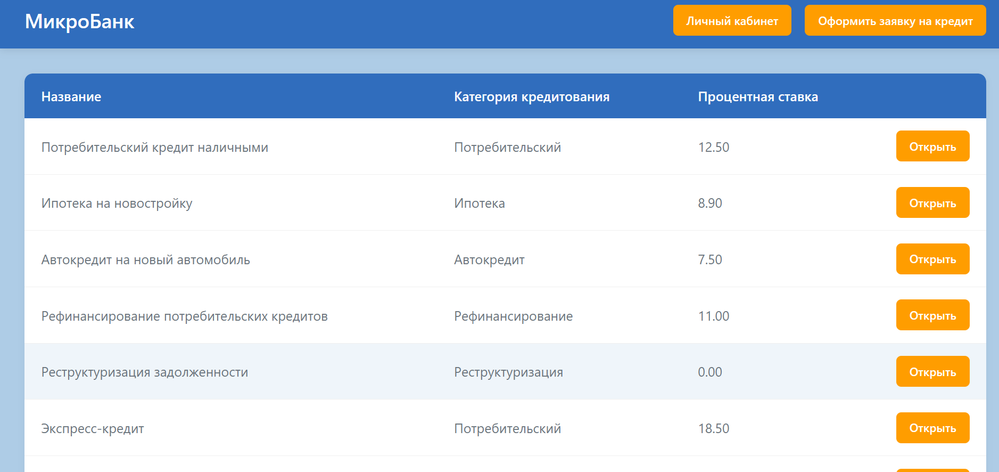 МикроБанк
Личный кабинет
Оформить заявку на кредит
Название Категория кредитования Процентная ставка
Потребительский кредит наличными Потребительский 12.50 Открыть
Ипотека на новостройку Ипотека 8.90 Открыть
Автокредит на новый автомобиль Автокредит 7.50 Открыть
Рефинансирование потребительских кредитов Рефинансирование 11.00 Открыть
Реструктуризация задолженности Реструктуризация 0.00 Открыть
Экспресс-кредит Потребительский 18.50 Открыть